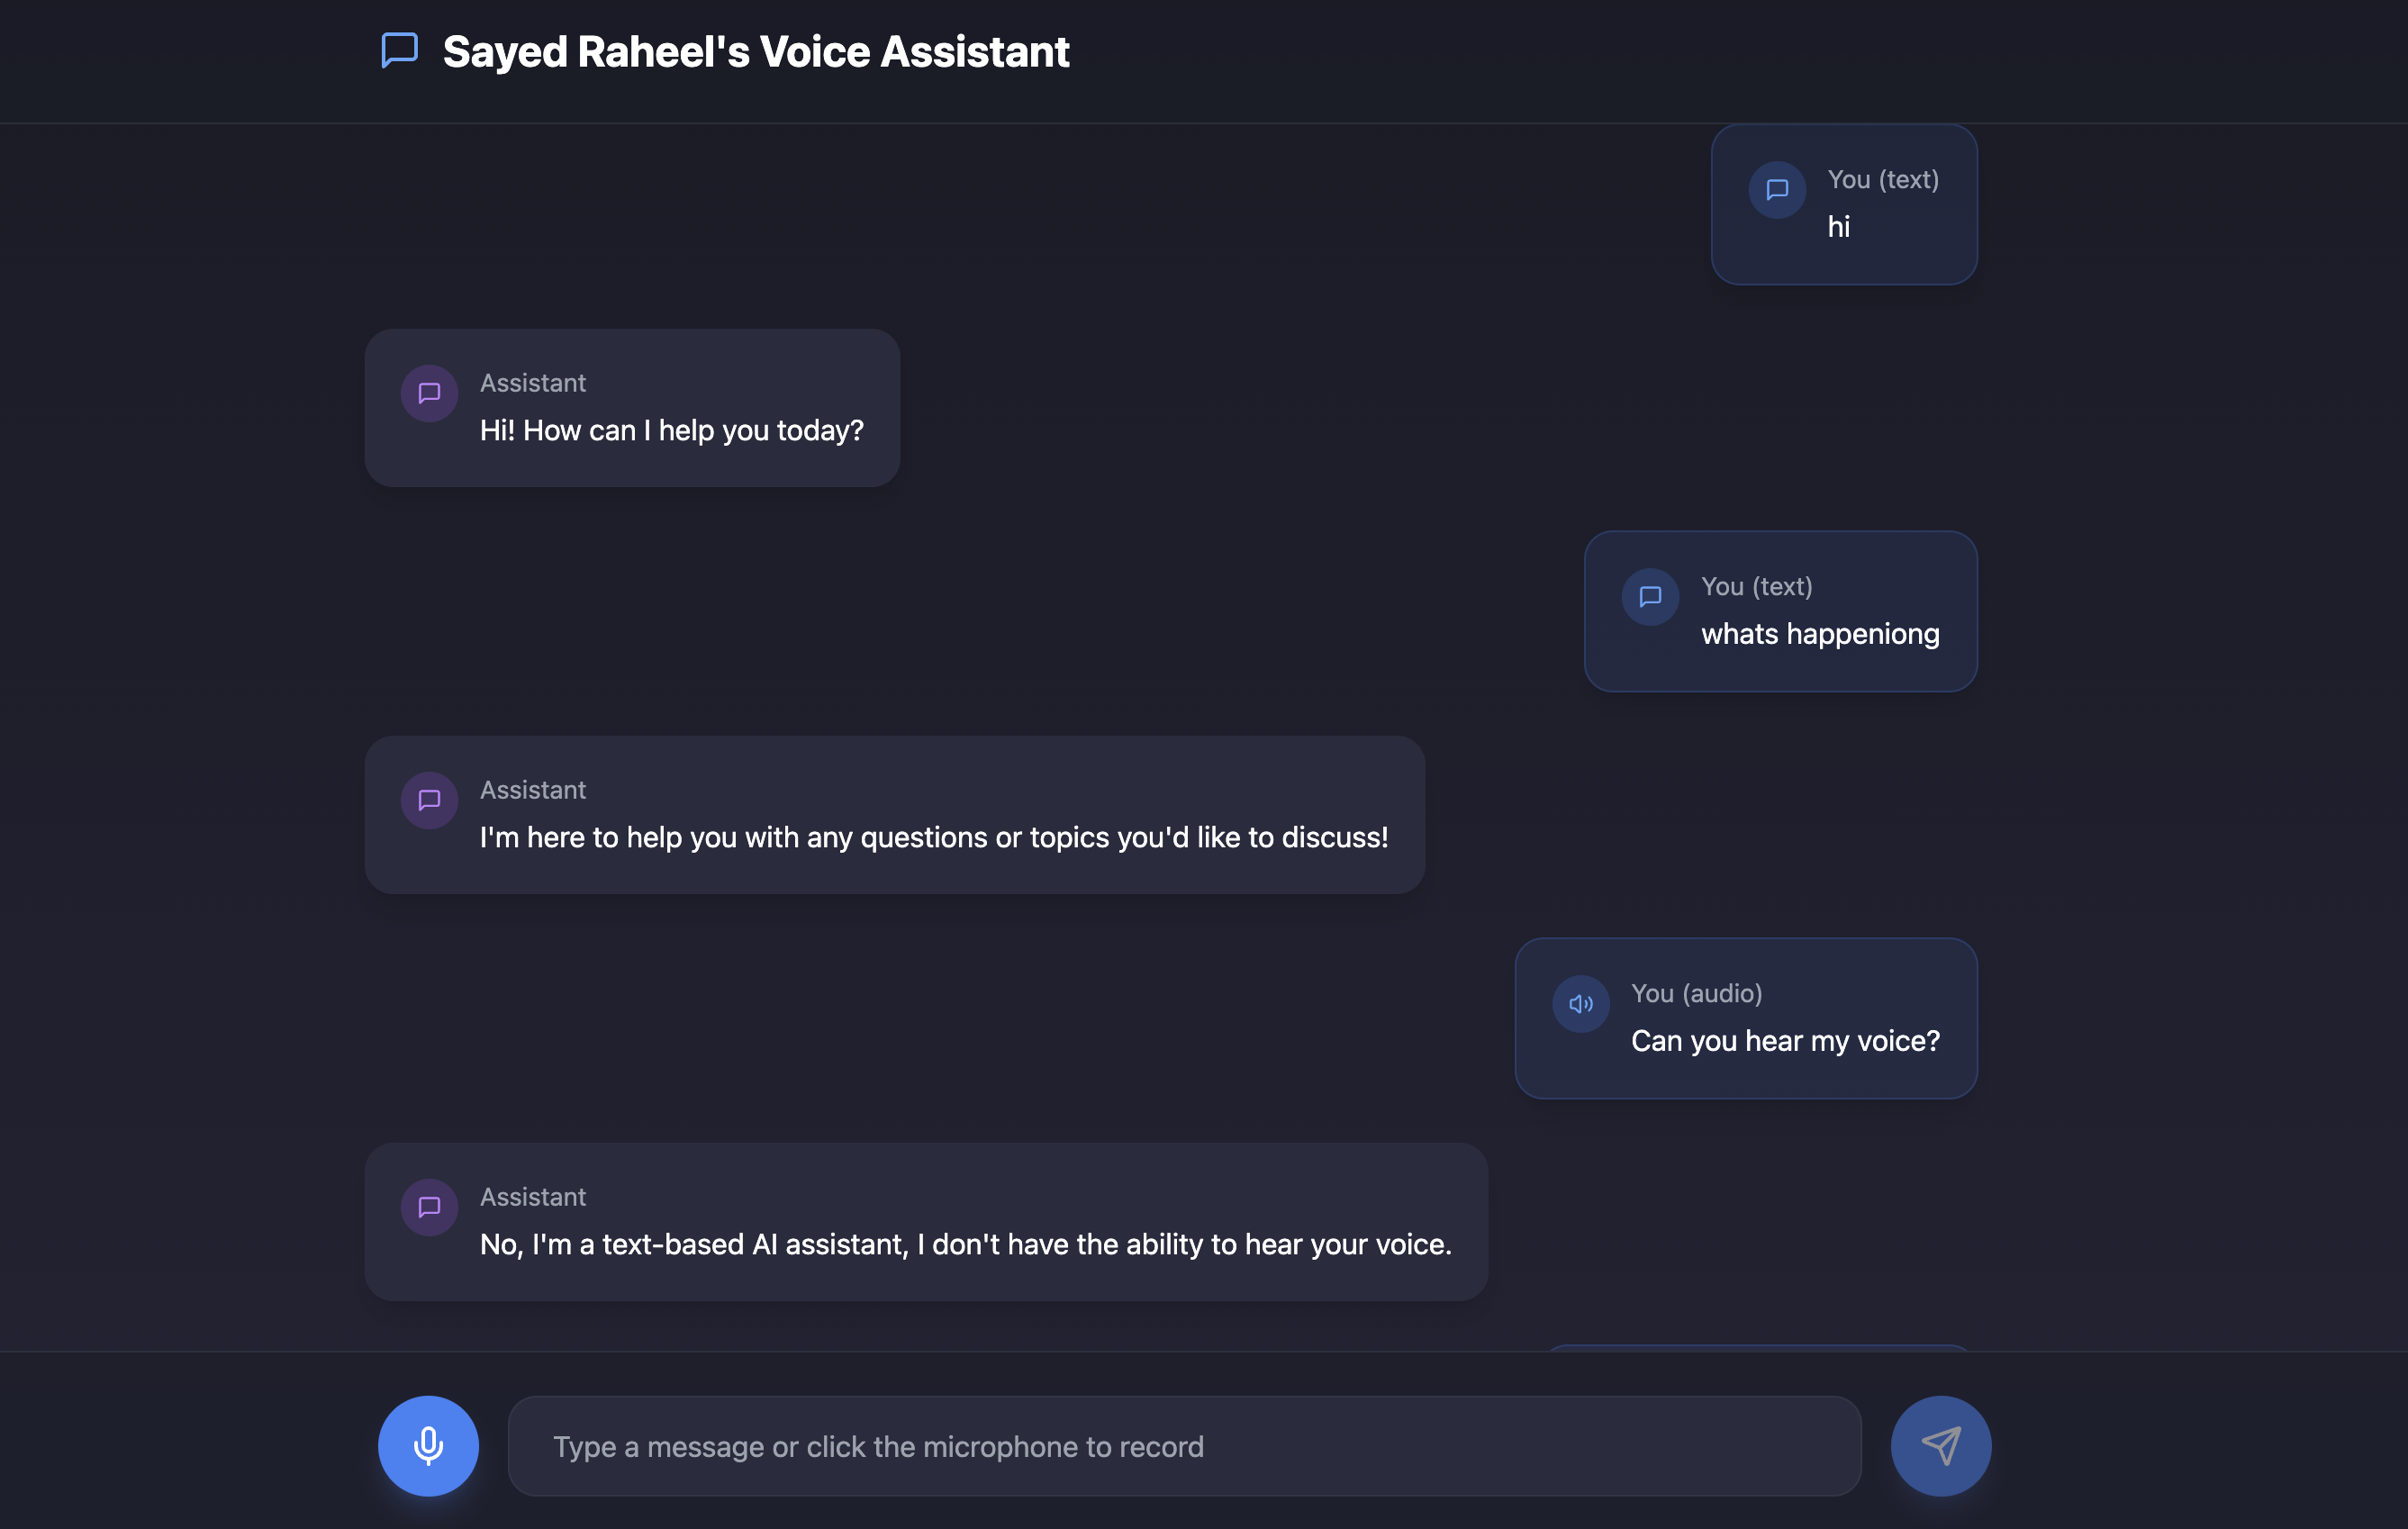 Sayed Raheel's Voice Assistant
You (text)
hi
Assistant
Hi! How can I help you today?
You (text)
whats happeniong
Assistant
I'm here to help you with any questions or topics you'd like to discuss!
You (audio)
Can you hear my voice?
Assistant
No, I'm a text-based AI assistant, I don't have the ability to hear your voice.
Type a message or click the microphone to record